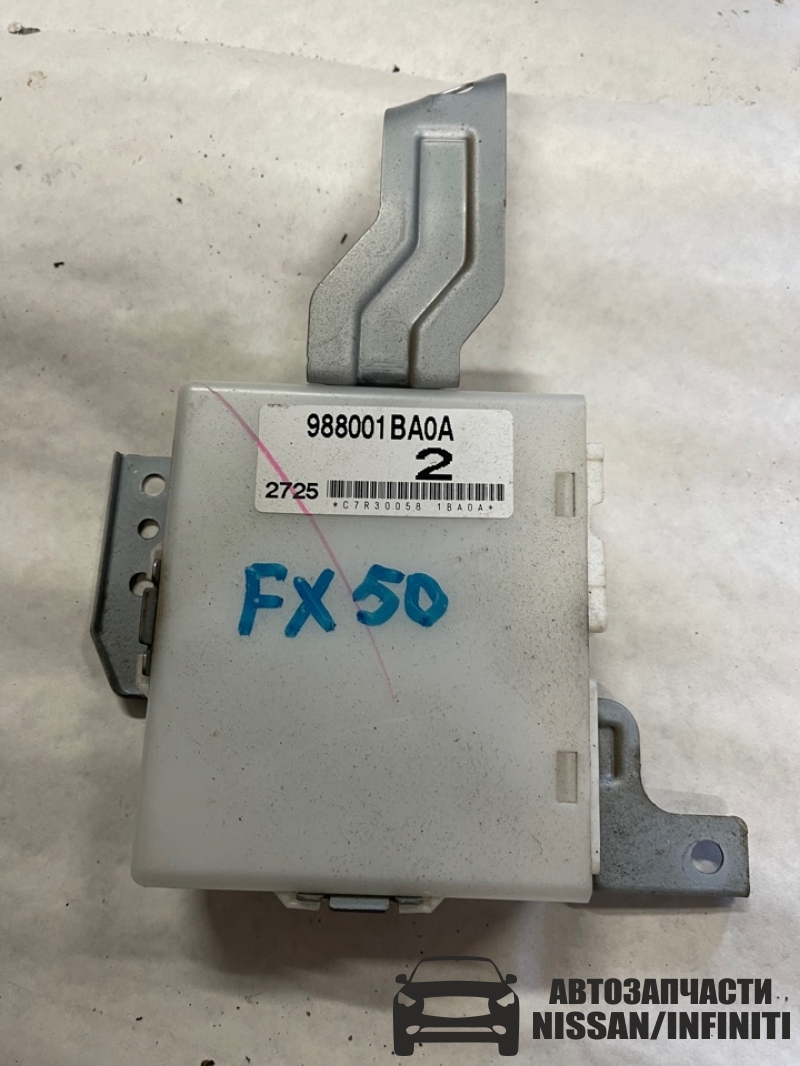 988001BA0A
2
2725
*C7R30058 1BA0A*
FX50
АВТОЗАПЧАСТИ
NISSAN/INFINITI